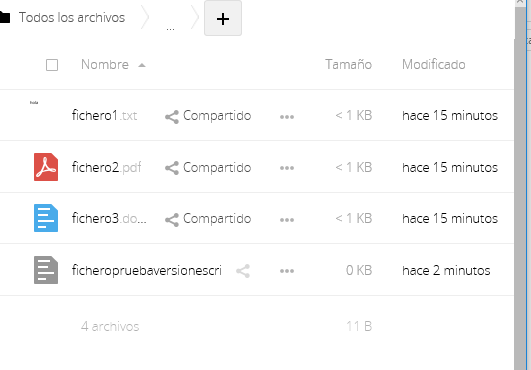 Todos los archivos ... +
Nombre Tamaño Modificado
hola
fichero1.txt Compartido ... < 1 KB hace 15 minutos
fichero2.pdf Compartido ... < 1 KB hace 15 minutos
fichero3.do... Compartido ... < 1 KB hace 15 minutos
ficheropruebaversionescri ... 0 KB hace 2 minutos
4 archivos 11 B